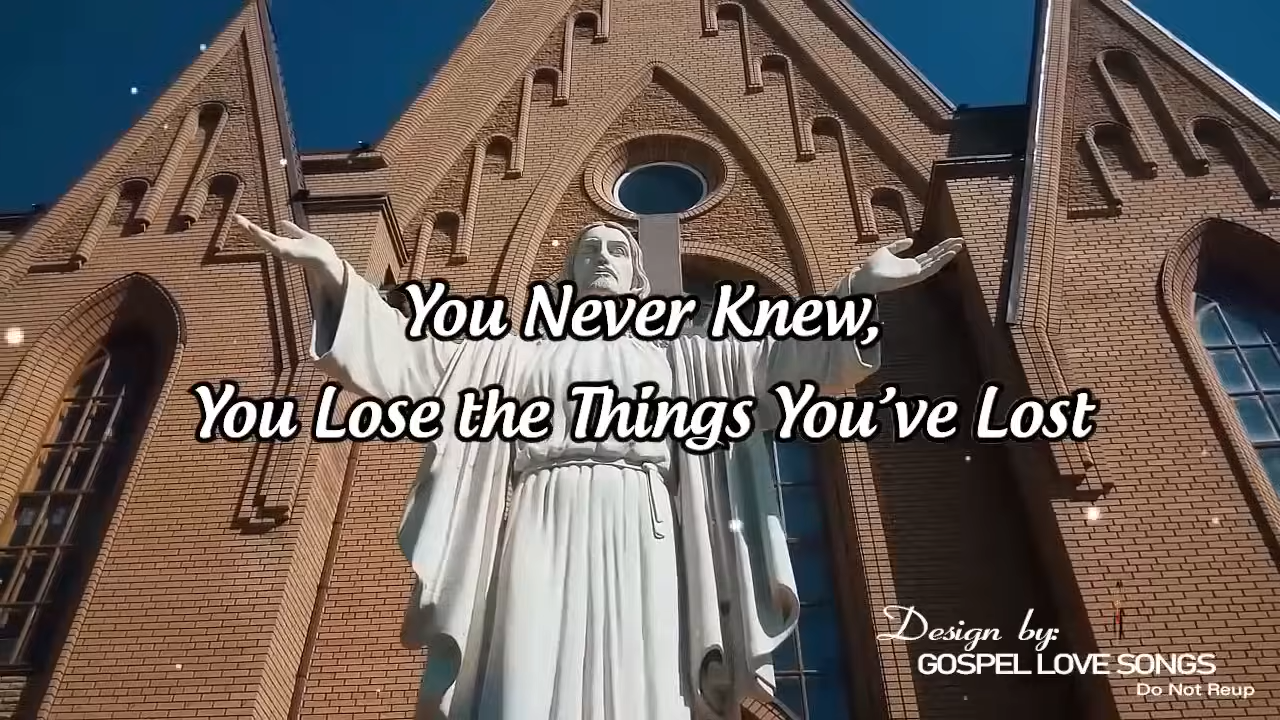 You Never Knew,
You Lose the Things You've Lost
Design by:
GOSPEL LOVE SONGS
Do Not Reup